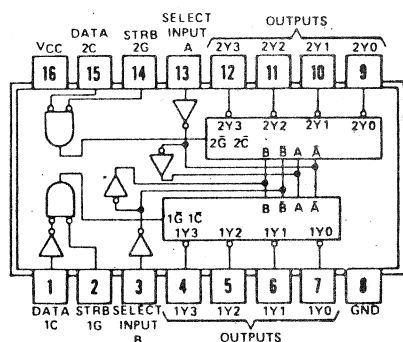 SELECT
DATA STRB INPUT OUTPUTS
VCC 2C 2G A 2Y3 2Y2 2Y1 2Y0
16 15 14 13 12 11 10 9
2Y3 2Y2 2Y1 2Y0
2G̅ 2C̅
B B̅ A A̅
1G̅ 1C̅ B B̅ A A̅
1Y3 1Y2 1Y1 1Y0
1 2 3 4 5 6 7 8
DATA STRB SELECT 1Y3 1Y2 1Y1 1Y0 GND
1C 1G INPUT OUTPUTS
B